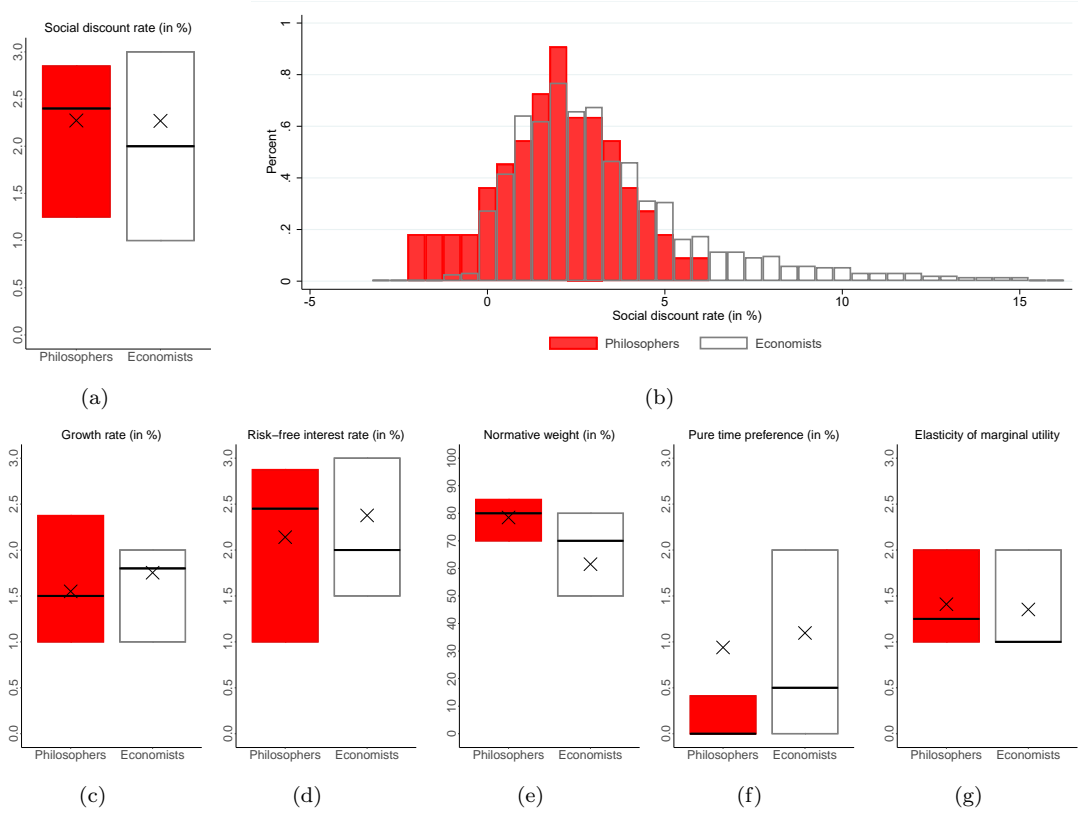 Social discount rate (in %)
3.0
2.5
2.0
1.5
1.0
0.5
0.0
Philosophers Economists
(a)
Percent
1
.8
.6
.4
.2
0
-5 0 5 10 15
Social discount rate (in %)
Philosophers Economists
(b)
Growth rate (in %)
3.0
2.5
2.0
1.5
1.0
0.5
0.0
Philosophers Economists
(c)
Risk−free interest rate (in %)
3.0
2.5
2.0
1.5
1.0
0.5
0.0
Philosophers Economists
(d)
Normative weight (in %)
100
90
80
70
60
50
40
30
20
10
0
Philosophers Economists
(e)
Pure time preference (in %)
3.0
2.5
2.0
1.5
1.0
0.5
0.0
Philosophers Economists
(f)
Elasticity of marginal utility
3.0
2.5
2.0
1.5
1.0
0.5
0.0
Philosophers Economists
(g)